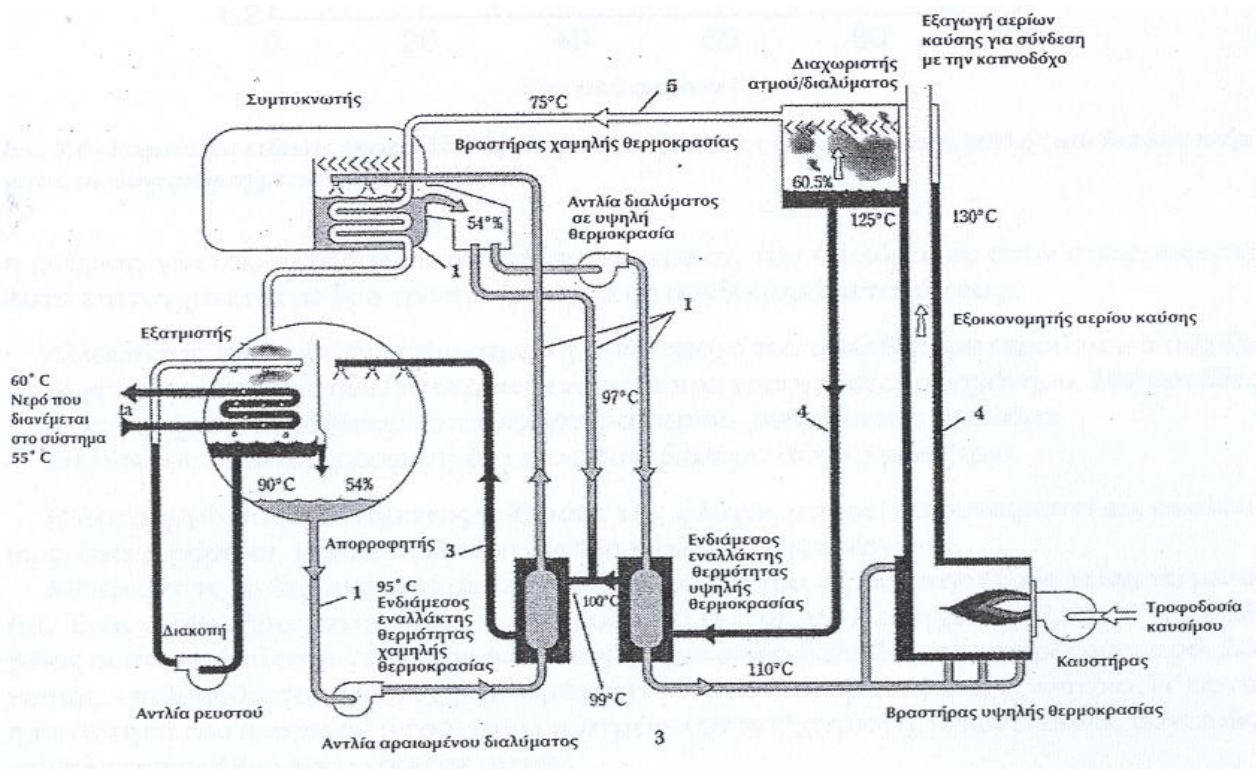 Εξαγωγή αερίων
καύσης για σύνδεση
με την καπνοδόχο
Διαχωριστής
ατμού/διαλύματος
Συμπυκνωτής
75°C
5
Βραστήρας χαμηλής θερμοκρασίας
60.5%
125°C
130°C
Αντλία διαλύματος
σε υψηλή
θερμοκρασία
54°%
1
1
Εξατμιστής
Εξοικονομητής αερίου καύσης
60°C
Νερό που
διανέμεται
στο σύστημα
55°C
97°C
4
4
90°C
54%
Απορροφητής
3
1
95°C
Ενδιάμεσος
εναλλάκτης
θερμότητας
χαμηλής
θερμοκρασίας
100°C
Ενδιάμεσος
εναλλάκτης
θερμότητας
υψηλής
θερμοκρασίας
Τροφοδοσία
καυσίμου
Διακοπή
Καυστήρας
110°C
99°C
Αντλία ρευστού
Βραστήρας υψηλής θερμοκρασίας
Αντλία αραιωμένου διαλύματος
3